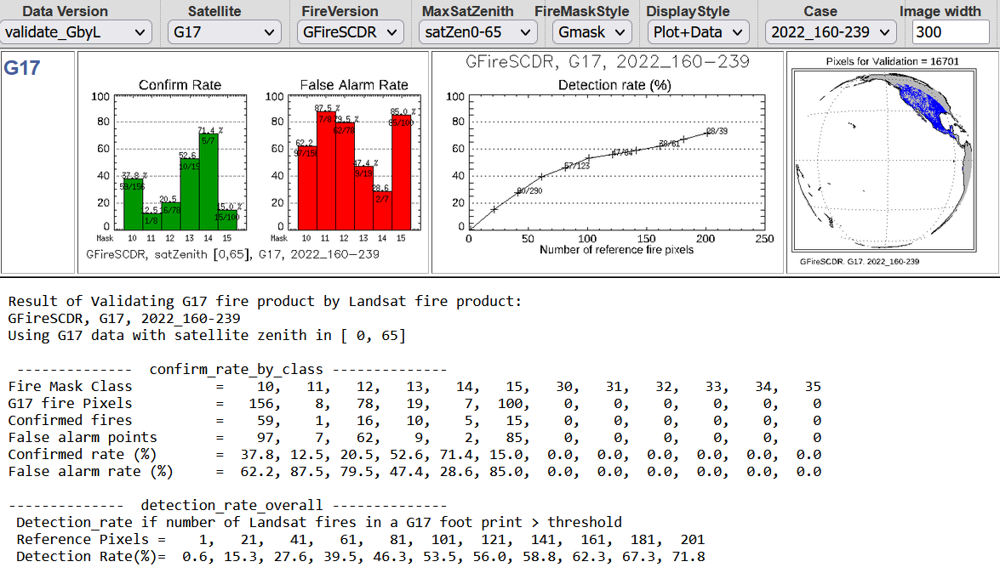 Data Version Satellite FireVersion MaxSatZenith FireMaskStyle DisplayStyle Case Image width
validate_GbyL G17 GFireSCDR satZen0-65 Gmask Plot+Data 2022_160-239 300
G17
Confirm Rate
100
80
60
40
20
0
37.8 %
59/156
12.5 %
1/8
20.5
16/78
52.6
10/19
71.4 %
5/7
15.0 %
15/100
Mask 10 11 12 13 14 15
False Alarm Rate
100
80
60
40
20
0
62.2
97/156
87.5 %
7/8
79.5 %
62/78
47.4 %
9/19
28.6
2/7
85.0 %
85/100
Mask 10 11 12 13 14 15
GFireSCDR, satZenith [0,65], G17, 2022_160-239
GFireSCDR, G17, 2022_160-239
Detection rate (%)
100
80
60
40
20
0
80/290
57/123
47/84
38/61
28/39
0 50 100 150 200 250
Number of reference fire pixels
Pixels for Validation = 16701
GFireSCDR. G17. 2022_160-239
Result of Validating G17 fire product by Landsat fire product:
GFireSCDR, G17, 2022_160-239
Using G17 data with satellite zenith in [ 0, 65]
-------------- confirm_rate_by_class --------------
Fire Mask Class = 10, 11, 12, 13, 14, 15, 30, 31, 32, 33, 34, 35
G17 fire Pixels = 156, 8, 78, 19, 7, 100, 0, 0, 0, 0, 0, 0
Confirmed fires = 59, 1, 16, 10, 5, 15, 0, 0, 0, 0, 0, 0
False alarm points = 97, 7, 62, 9, 2, 85, 0, 0, 0, 0, 0, 0
Confirmed rate (%) = 37.8, 12.5, 20.5, 52.6, 71.4, 15.0, 0.0, 0.0, 0.0, 0.0, 0.0, 0.0
False alarm rate (%) = 62.2, 87.5, 79.5, 47.4, 28.6, 85.0, 0.0, 0.0, 0.0, 0.0, 0.0, 0.0
-------------- detection_rate_overall --------------
Detection_rate if number of Landsat fires in a G17 foot print > threshold
Reference Pixels = 1, 21, 41, 61, 81, 101, 121, 141, 161, 181, 201
Detection Rate(%)= 0.6, 15.3, 27.6, 39.5, 46.3, 53.5, 56.0, 58.8, 62.3, 67.3, 71.8